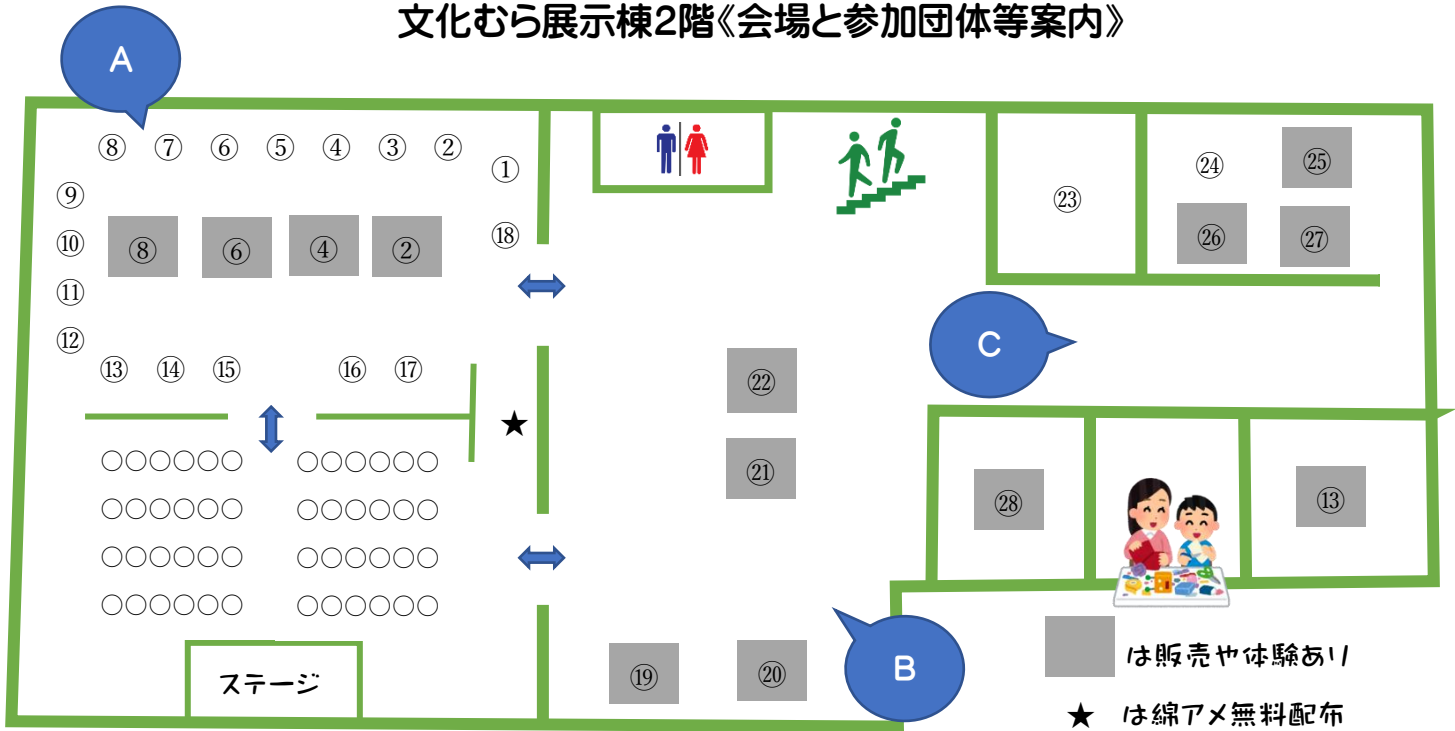 文化むら展示棟2階《会場と参加団体等案内》
A
⑧ ⑦ ⑥ ⑤ ④ ③ ②
①
⑨
⑩
⑪
⑫
⑧ ⑥ ④ ②
⑱
⑬ ⑭ ⑮ ⑯ ⑰
★
○○○○○○ ○○○○○○
○○○○○○ ○○○○○○
○○○○○○ ○○○○○○
○○○○○○ ○○○○○○
ステージ
㉒
㉑
⑲ ⑳
B
㉓
㉔ ㉕
㉖ ㉗
C
㉘
⑬
は販売や体験あり
★ は綿アメ無料配布